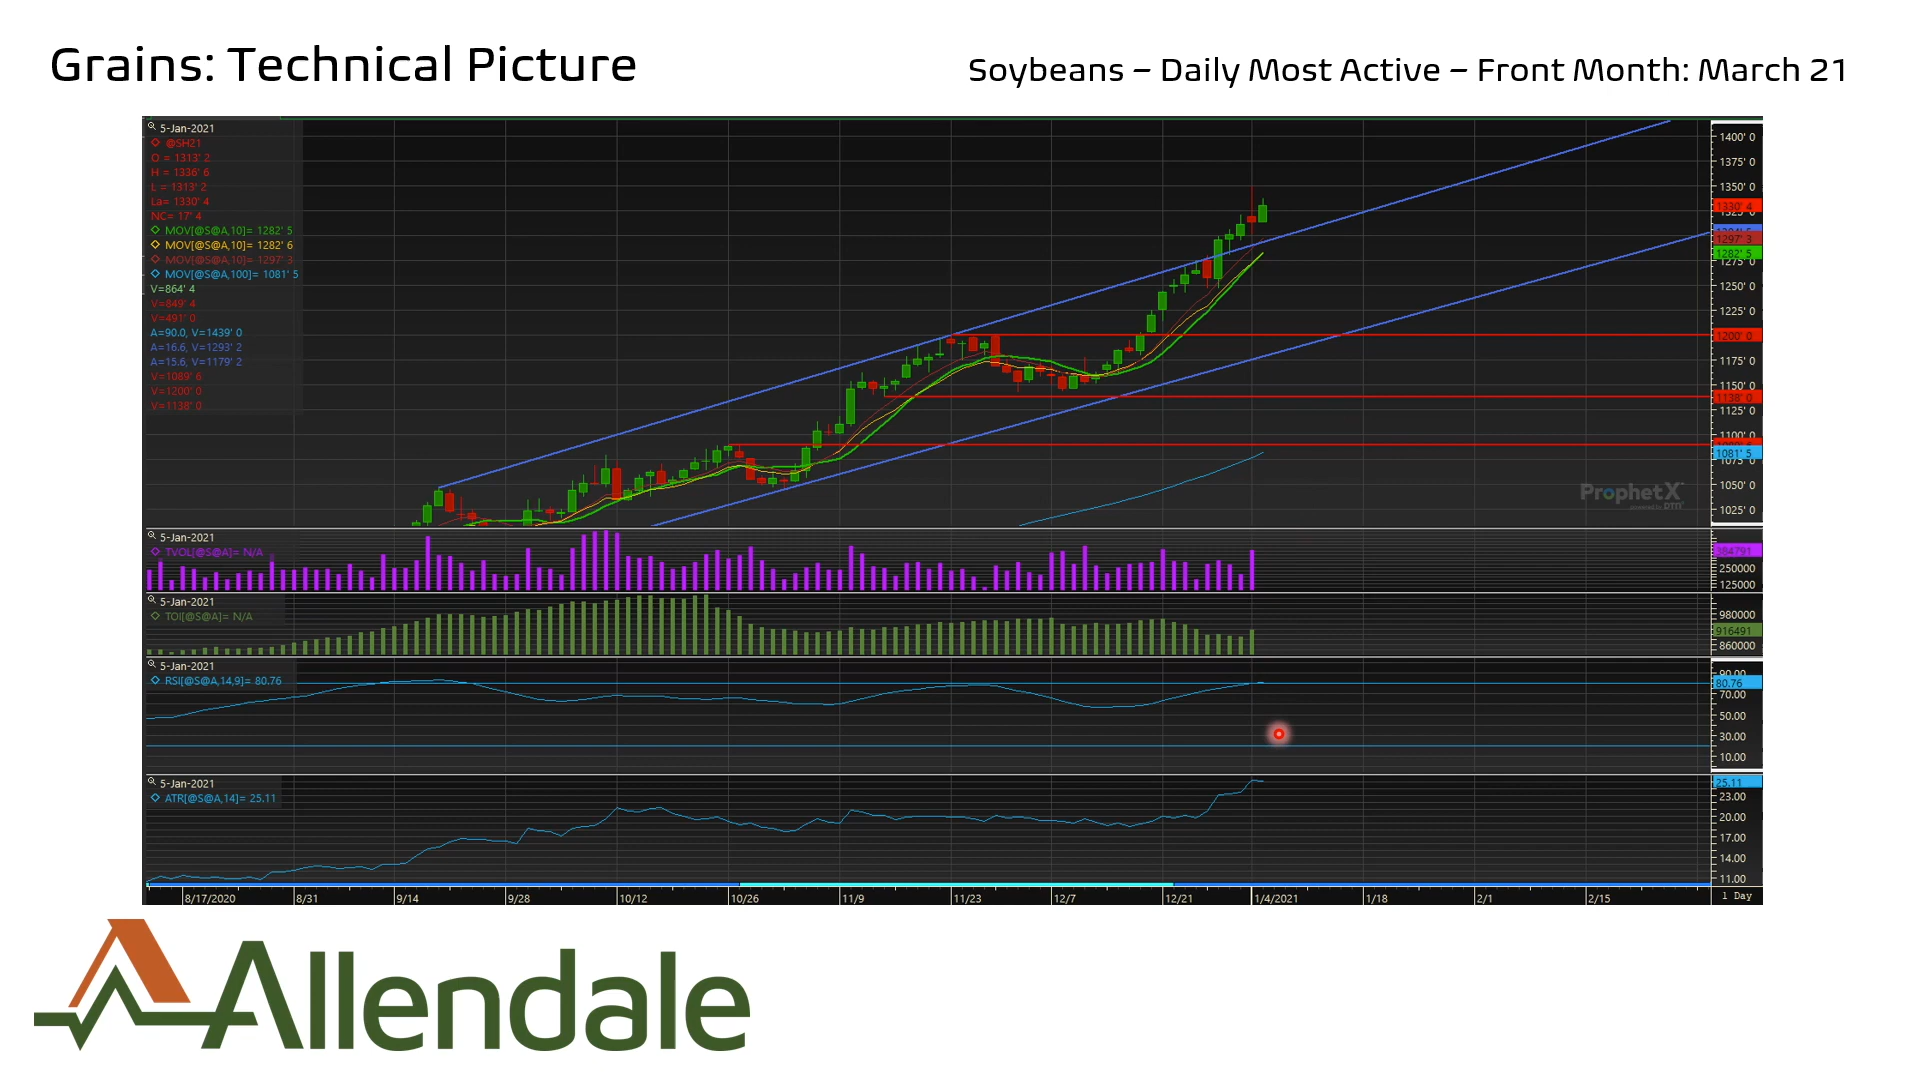 Grains: Technical Picture
Soybeans – Daily Most Active – Front Month: March 21
5-Jan-2021
@SH21
O = 1313' 2
H = 1336' 6
L = 1313' 2
La= 1330' 4
NC= 17' 4
MOV[@S@A,10]= 1282' 5
MOV[@S@A,10]= 1282' 6
MOV[@S@A,10]= 1297' 3
MOV[@S@A,100]= 1081' 5
V=864' 4
V=849' 4
V=491' 0
A=90.0, V=1439' 0
A=16.6, V=1293' 2
A=15.6, V=1179' 2
V=1089' 6
V=1200' 0
V=1138' 0
1400' 0
1375' 0
1350' 0
1330' 4
1297' 3
1282' 5
1275' 0
1250' 0
1225' 0
1200' 0
1175' 0
1150' 0
1138' 0
1125' 0
1100' 0
1081' 5
1050' 0
1025' 0
ProphetX
powered by DTN
5-Jan-2021
TVOL[@S@A]= N/A
384791
250000
125000
5-Jan-2021
TOI[@S@A]= N/A
980000
916491
860000
5-Jan-2021
RSI[@S@A,14,9]= 80.76
90.00
80.76
70.00
50.00
30.00
10.00
5-Jan-2021
ATR[@S@A,14]= 25.11
25.11
23.00
20.00
17.00
14.00
11.00
8/17/2020 8/31 9/14 9/28 10/12 10/26 11/9 11/23 12/7 12/21 1/4/2021 1/18 2/1 2/15 1 Day
Allendale